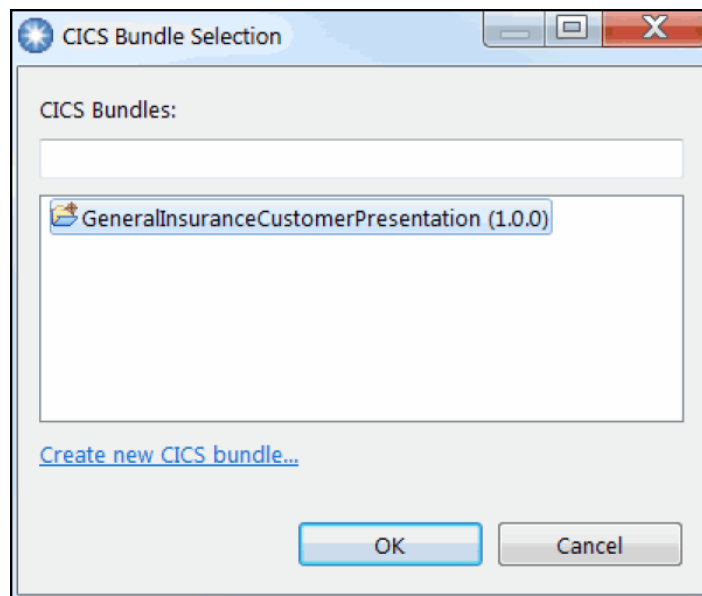 CICS Bundle Selection
CICS Bundles:
GeneralInsuranceCustomerPresentation (1.0.0)
Create new CICS bundle...
OK Cancel